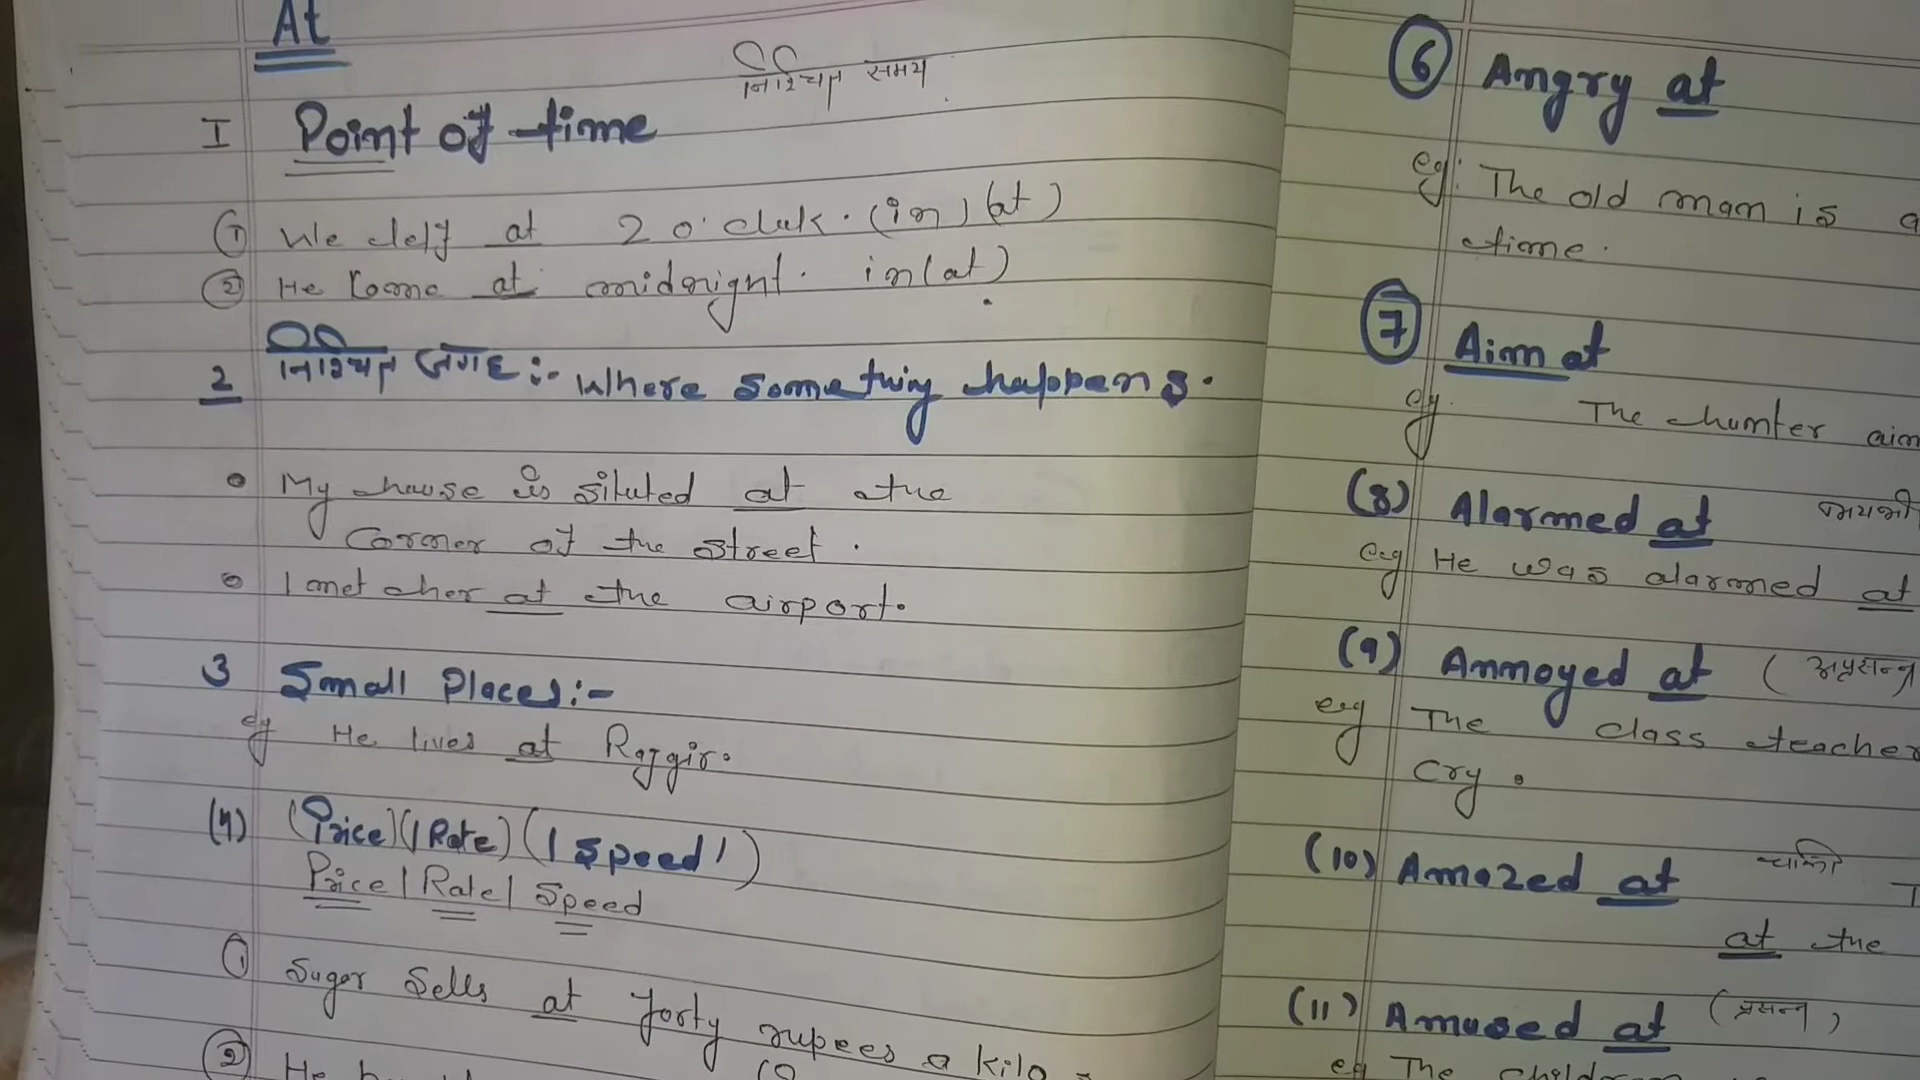 At
निश्चित समय
I Point of time
① We left at 2 o'clock. (in) (at)
② He come at midnight. in (at)
2 निश्चित जगह :- Where something happens.
My house is situted at the
Corner of the street.
I met her at the airport.
3 Small Places :-
eg He lives at Rajgir.
(4) (Price) (Rate) (Speed)
Price | Rate | Speed
① Sugar Sells at forty rupees a kilo
② He
⑥ Angry at
eg: The old man is
time.
⑦ Aim at
eg. The hunter aim
(8) Alarmed at
eg He was alarmed at
(9) Annoyed at (अप्रसन्न
eg The class teacher
Cry.
(10) Amazed at
at the
(11) Amused at (प्रसन्न)
eg The children